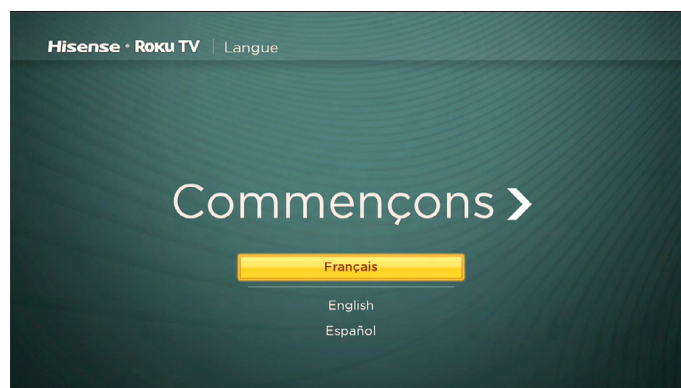 Hisense • Roku TV | Langue
Commençons
Français
English
Español